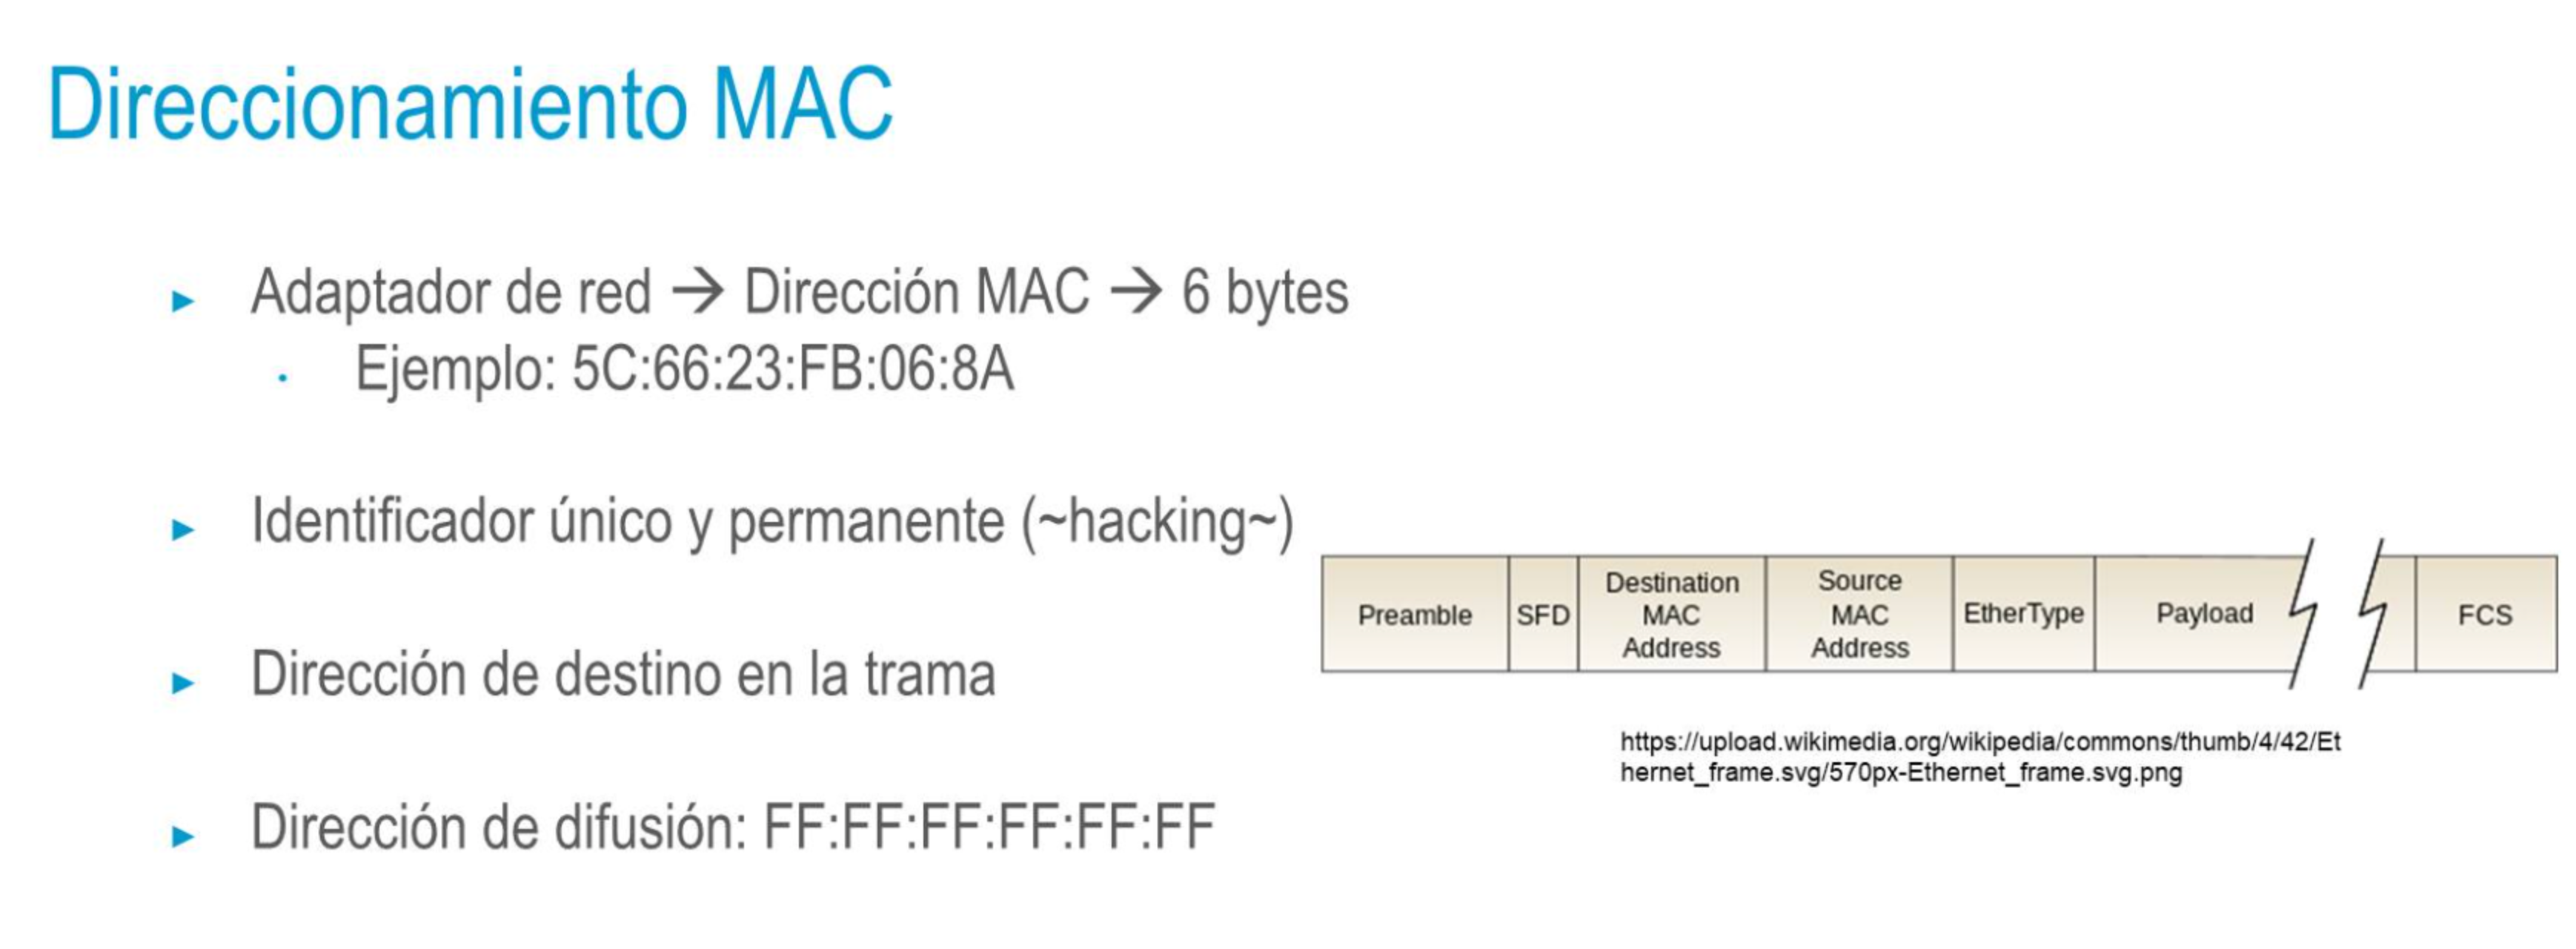 Direccionamiento MAC
► Adaptador de red → Dirección MAC → 6 bytes
• Ejemplo: 5C:66:23:FB:06:8A
► Identificador único y permanente (~hacking~)
► Dirección de destino en la trama
► Dirección de difusión: FF:FF:FF:FF:FF:FF
Preamble
SFD
Destination
MAC
Address
Source
MAC
Address
EtherType
Payload
FCS
https://upload.wikimedia.org/wikipedia/commons/thumb/4/42/Et
hernet_frame.svg/570px-Ethernet_frame.svg.png